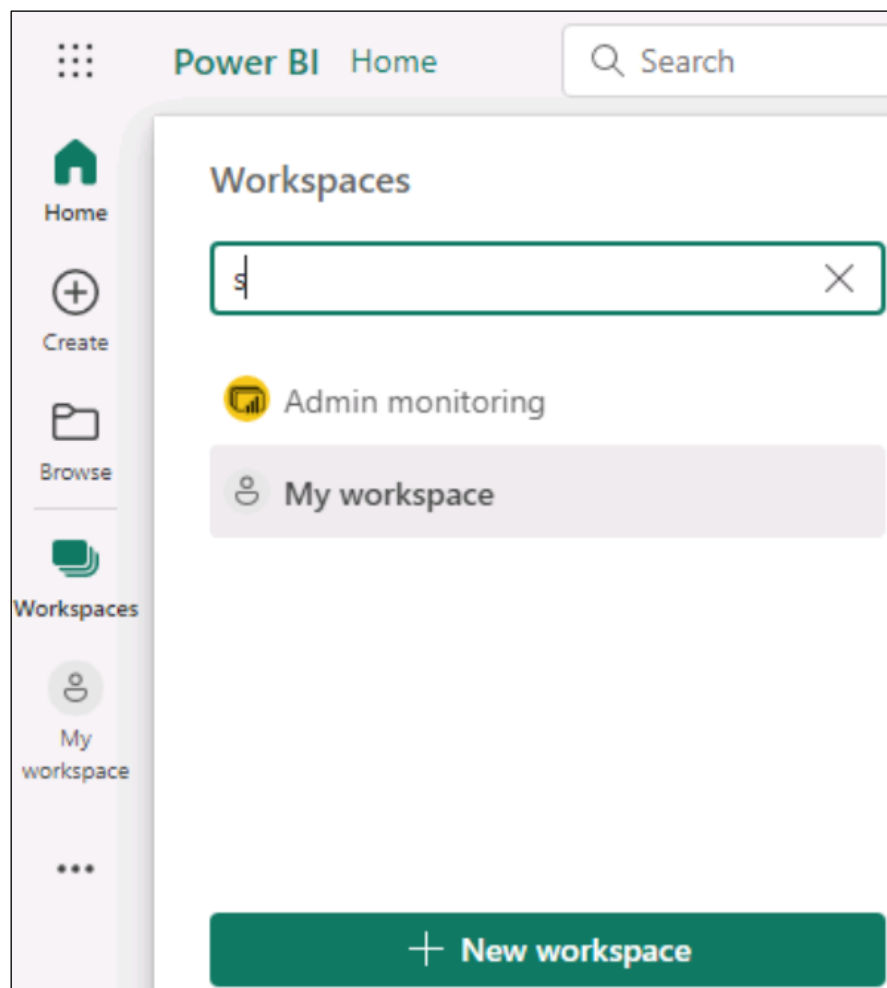 Power BI Home
Search
Home
Create
Browse
Workspaces
My
workspace
Workspaces
s
Admin monitoring
My workspace
New workspace